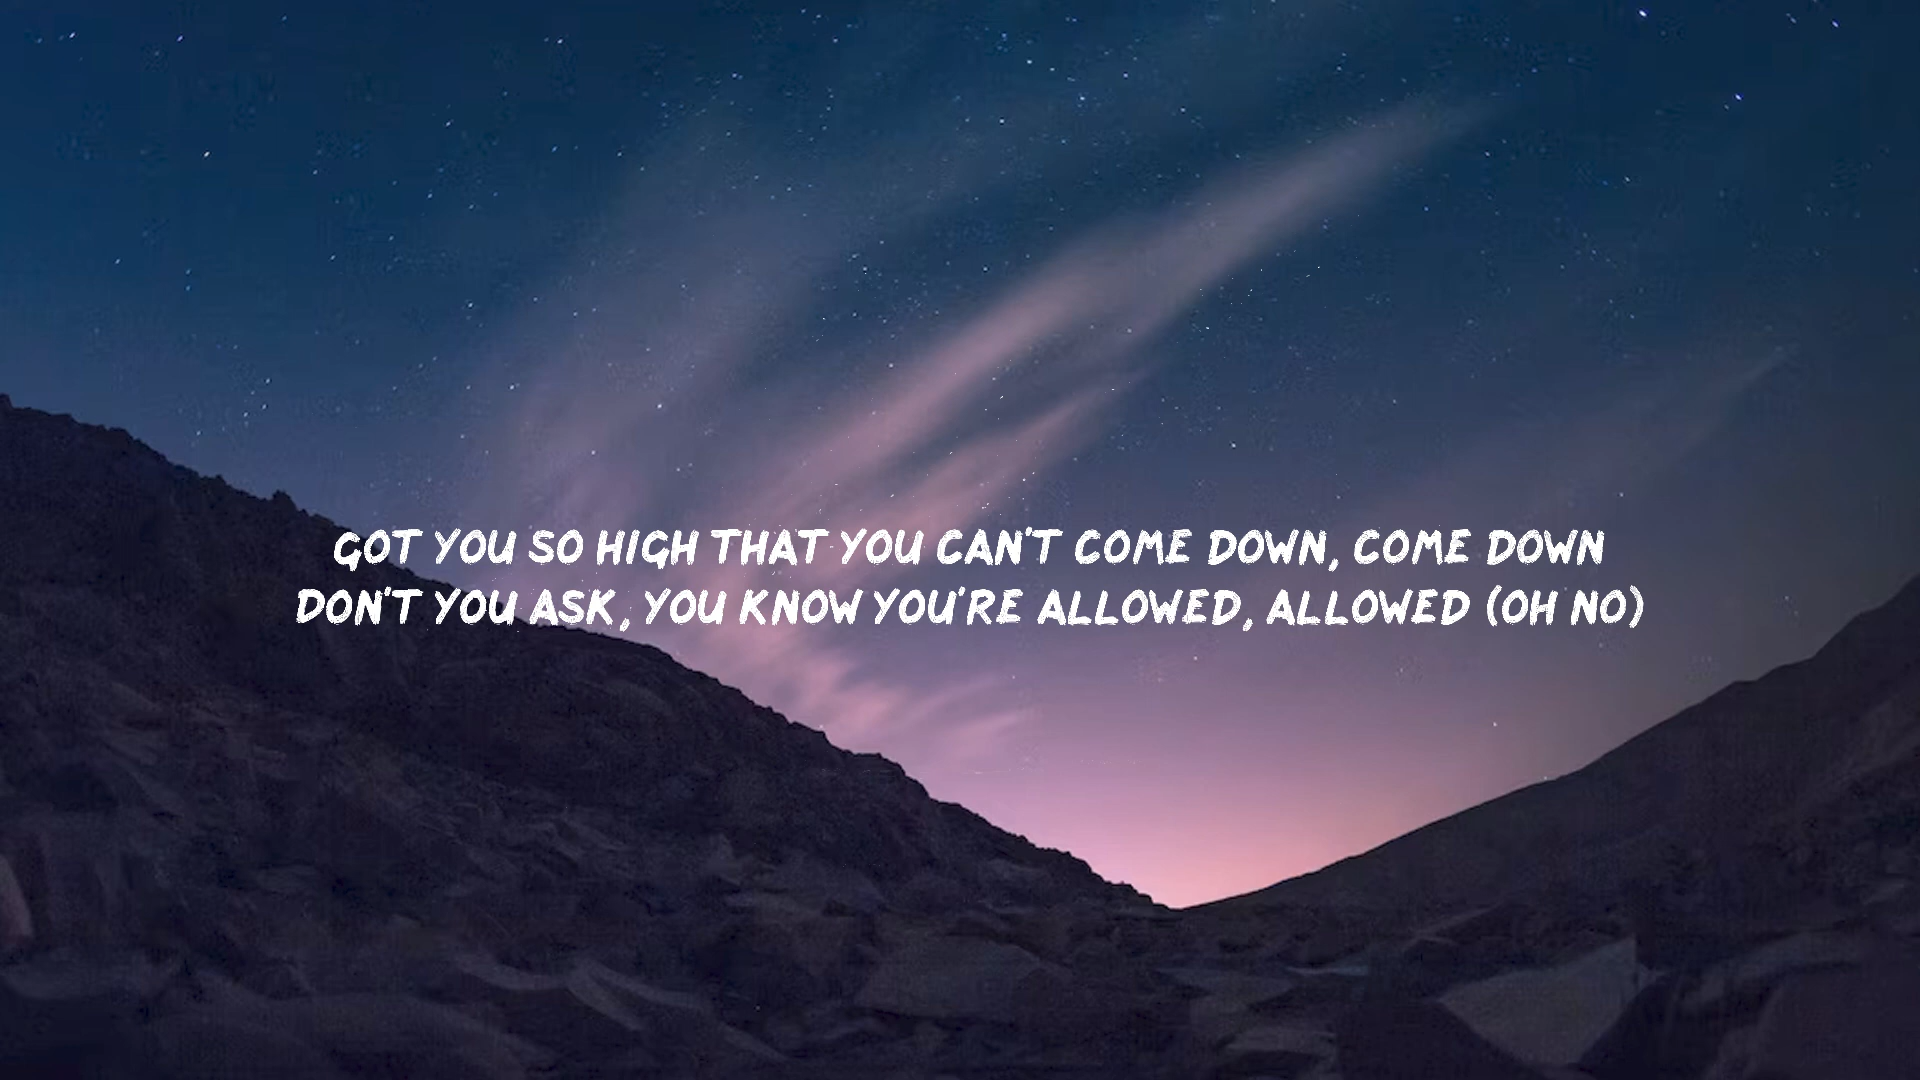 GOT YOU SO HIGH THAT YOU CAN'T COME DOWN, COME DOWN
DON'T YOU ASK, YOU KNOW YOU'RE ALLOWED, ALLOWED (OH NO)